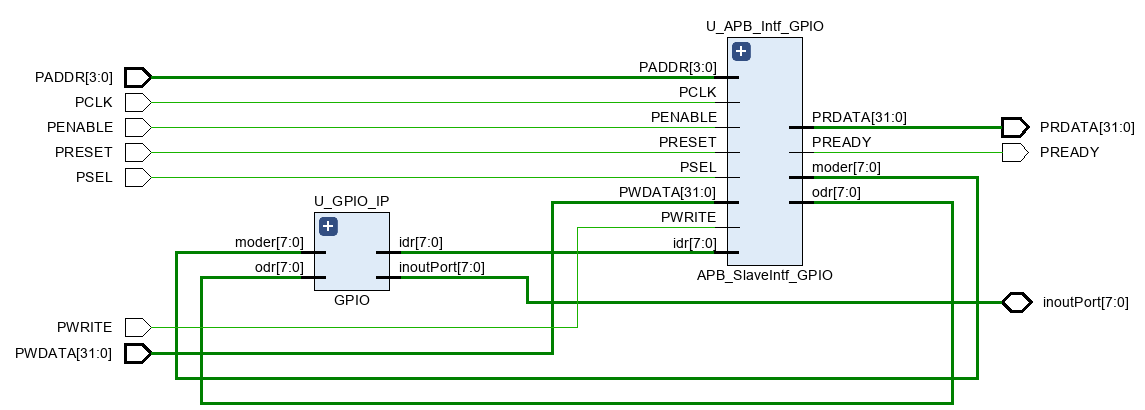 U_APB_Intf_GPIO
PADDR[3:0]
PCLK
PENABLE
PRESET
PSEL
PADDR[3:0]
PCLK
PENABLE
PRESET
PSEL
PWDATA[31:0]
PWRITE
idr[7:0]
PRDATA[31:0]
PREADY
moder[7:0]
odr[7:0]
APB_SlaveIntf_GPIO
PRDATA[31:0]
PREADY
U_GPIO_IP
moder[7:0]
odr[7:0]
idr[7:0]
inoutPort[7:0]
GPIO
inoutPort[7:0]
PWRITE
PWDATA[31:0]